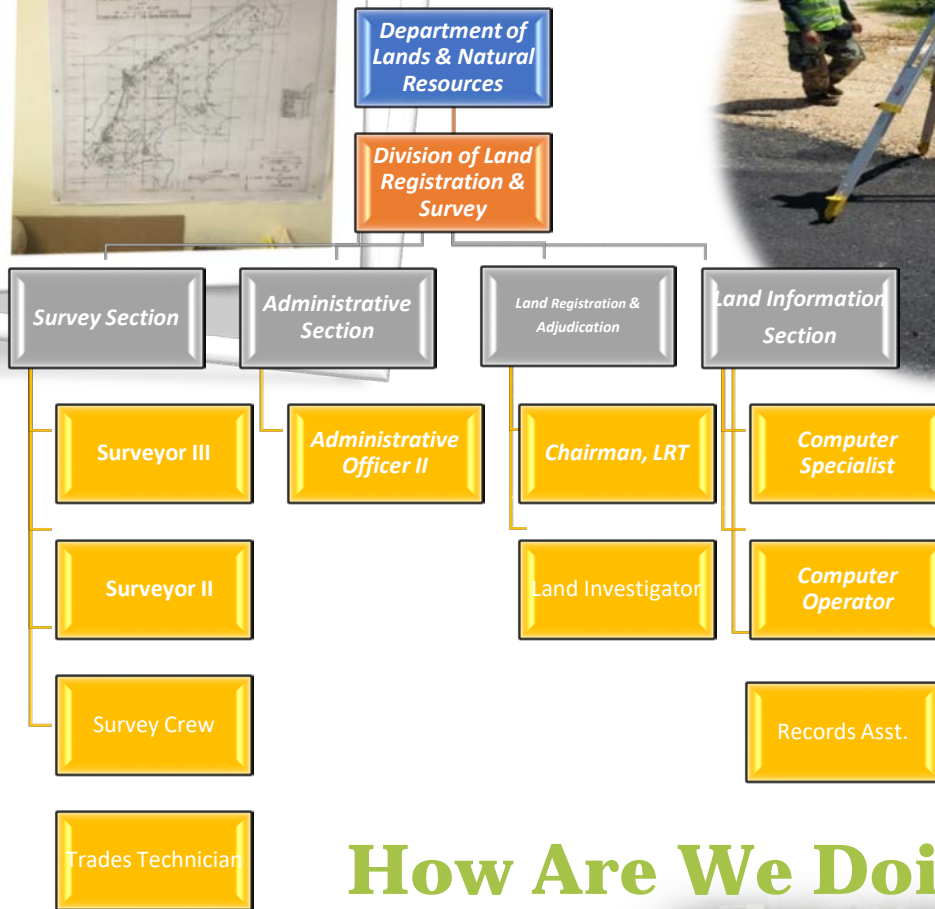 Department of
Lands & Natural
Resources
Division of Land
Registration &
Survey
Survey Section
Administrative
Section
Land Registration &
Adjudication
Land Information
Section
Surveyor III
Administrative
Officer II
Chairman, LRT
Computer
Specialist
Surveyor II
Land Investigator
Computer
Operator
Survey Crew
Records Asst.
Trades Technician
How Are We Doi